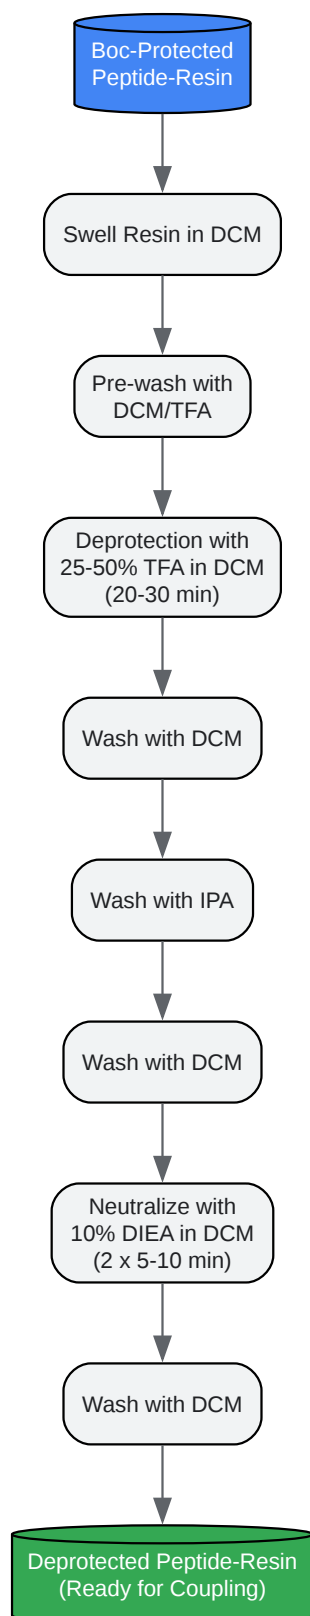 Boc-Protected
Peptide-Resin
Swell Resin in DCM
Pre-wash with
DCM/TFA
Deprotection with
25-50% TFA in DCM
(20-30 min)
Wash with DCM
Wash with IPA
Wash with DCM
Neutralize with
10% DIEA in DCM
(2 x 5-10 min)
Wash with DCM
Deprotected Peptide-Resin
(Ready for Coupling)